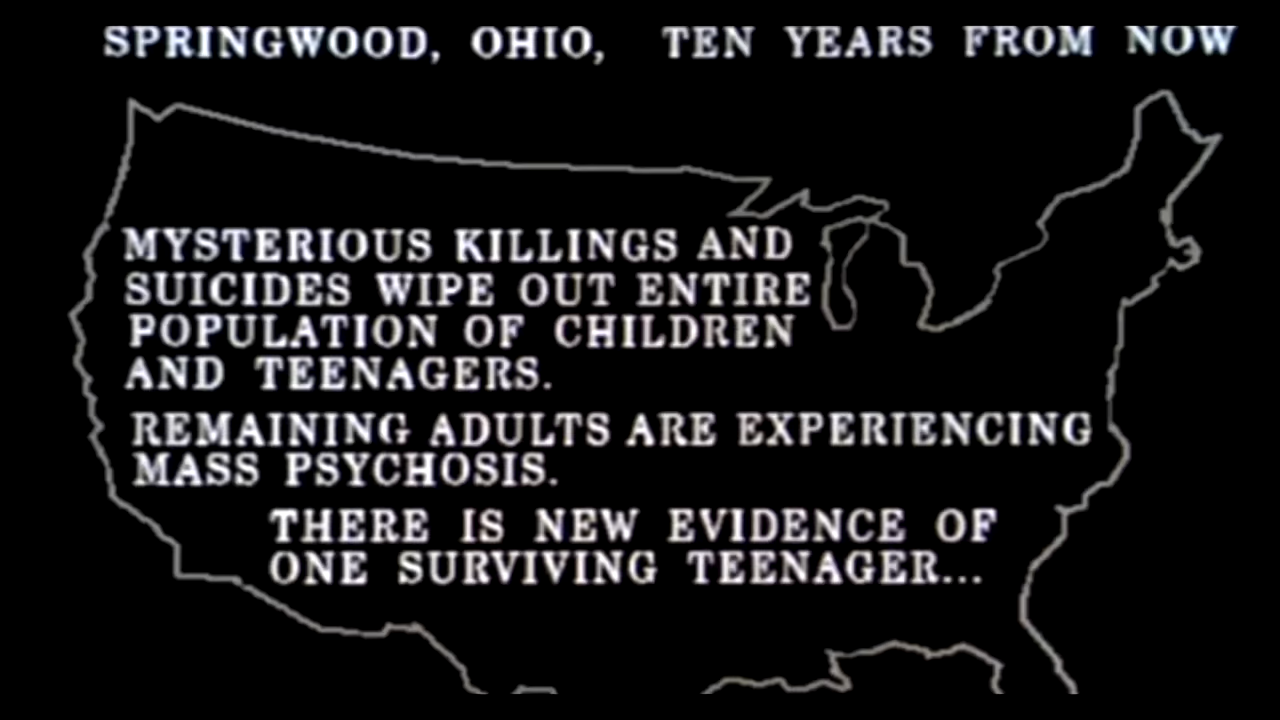 SPRINGWOOD, OHIO, TEN YEARS FROM NOW
MYSTERIOUS KILLINGS AND
SUICIDES WIPE OUT ENTIRE
POPULATION OF CHILDREN
AND TEENAGERS.
REMAINING ADULTS ARE EXPERIENCING
MASS PSYCHOSIS.
THERE IS NEW EVIDENCE OF
ONE SURVIVING TEENAGER...